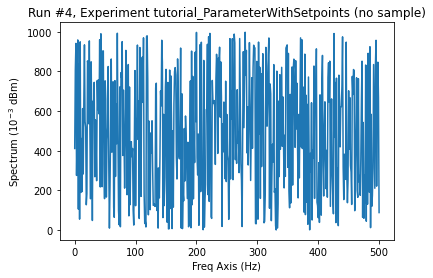 Run #4, Experiment tutorial_ParameterWithSetpoints (no sample)
1000
800
600
400
200
0
Spectrum (10⁻³ dBm)
0 100 200 300 400 500
Freq Axis (Hz)